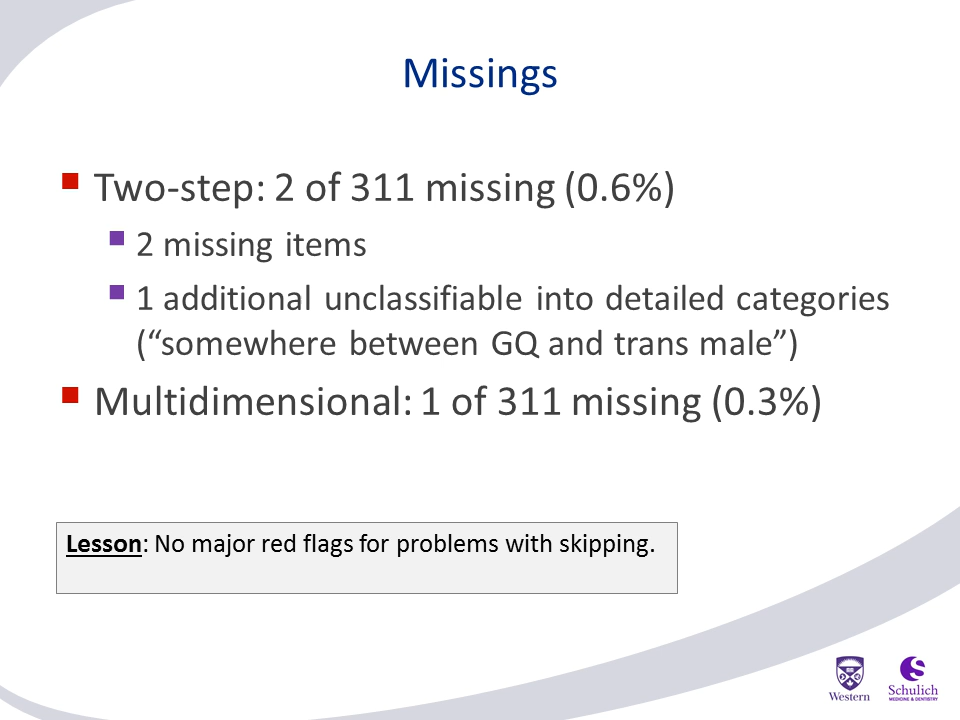 Missings
Two-step: 2 of 311 missing (0.6%)
2 missing items
1 additional unclassifiable into detailed categories
(“somewhere between GQ and trans male”)
Multidimensional: 1 of 311 missing (0.3%)
Lesson: No major red flags for problems with skipping.
Western
Schulich
MEDICINE & DENTISTRY